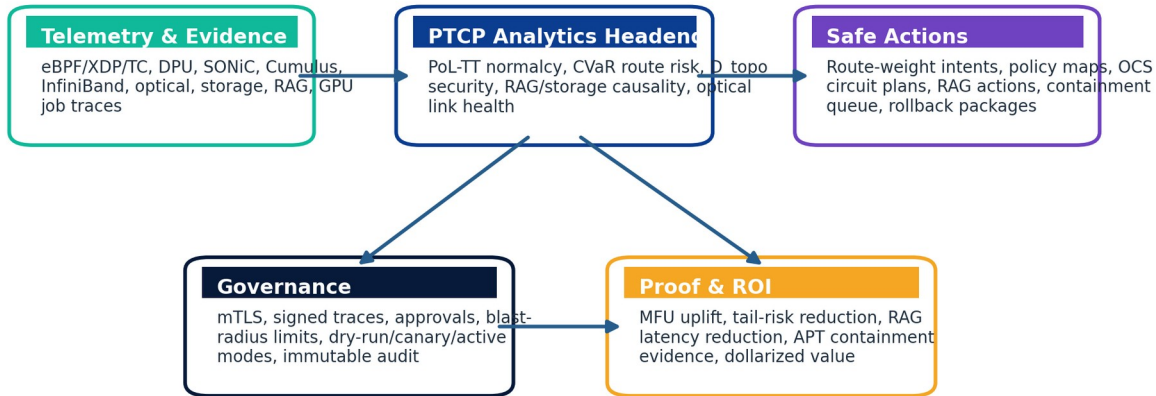 Telemetry & Evidence
eBPF/XDP/TC, DPU, SONiC, Cumulus,
InfiniBand, optical, storage, RAG, GPU
job traces
PTCP Analytics Headend
PoL-TT normalcy, CVaR route risk, D_topo
security, RAG/storage causality, optical
link health
Safe Actions
Route-weight intents, policy maps, OCS
circuit plans, RAG actions, containment
queue, rollback packages
Governance
mTLS, signed traces, approvals, blast-
radius limits, dry-run/canary/active
modes, immutable audit
Proof & ROI
MFU uplift, tail-risk reduction, RAG
latency reduction, APT containment
evidence, dollarized value